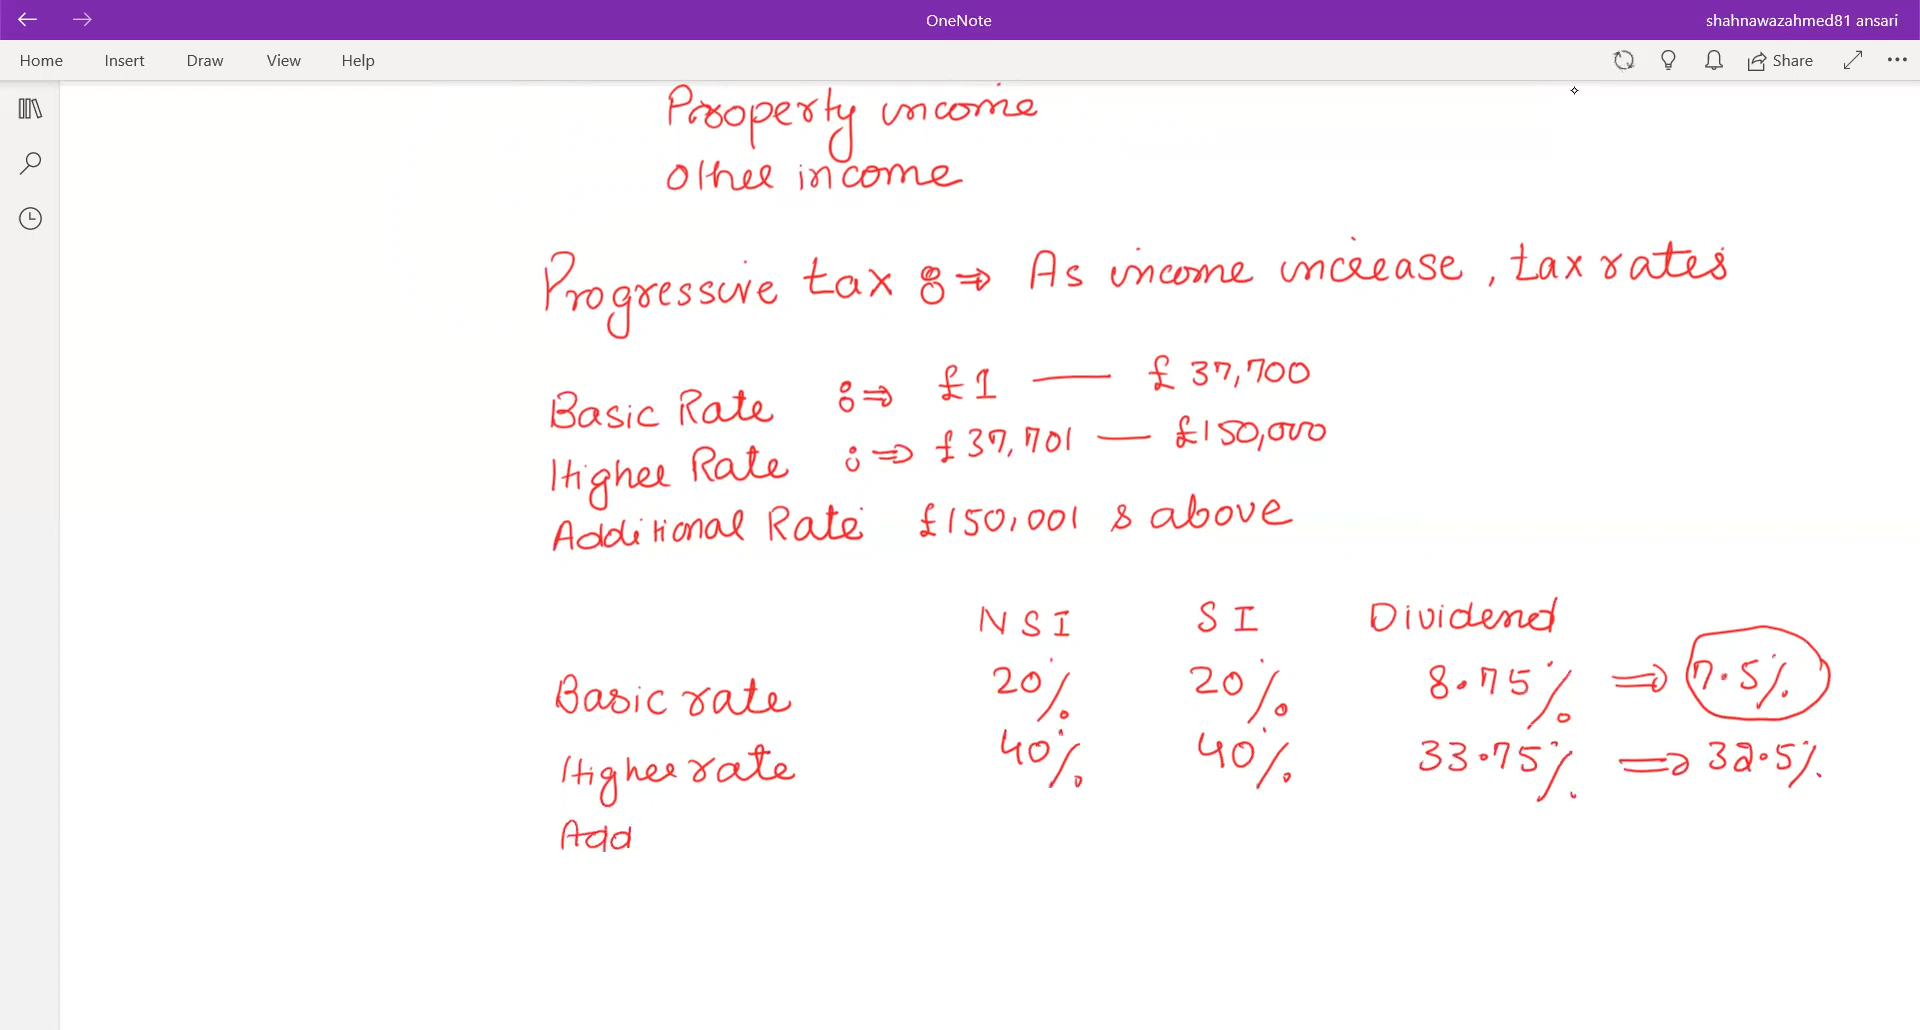 OneNote
shahnawazahmed81 ansari
Home Insert Draw View Help
Share
Property income
other income
Progressive tax :⇒ As income increase, tax rates
Basic Rate :⇒ £1 — £37,700
Higher Rate :⇒ £37,701 — £150,000
Additional Rate £150,001 & above
NSI SI Dividend
Basic rate 20% 20% 8.75% ⇒ 7.5%
Higher rate 40% 40% 33.75% ⇒ 32.5%
Add